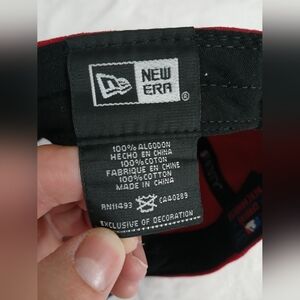 NEW
ERA
®
100% ALGODON
HECHO EN CHINA
100% COTON
FABRIQUE EN CHINE
100% COTTON
MADE IN CHINA
RN11493 CA40289
EXCLUSIVE OF DECORATION